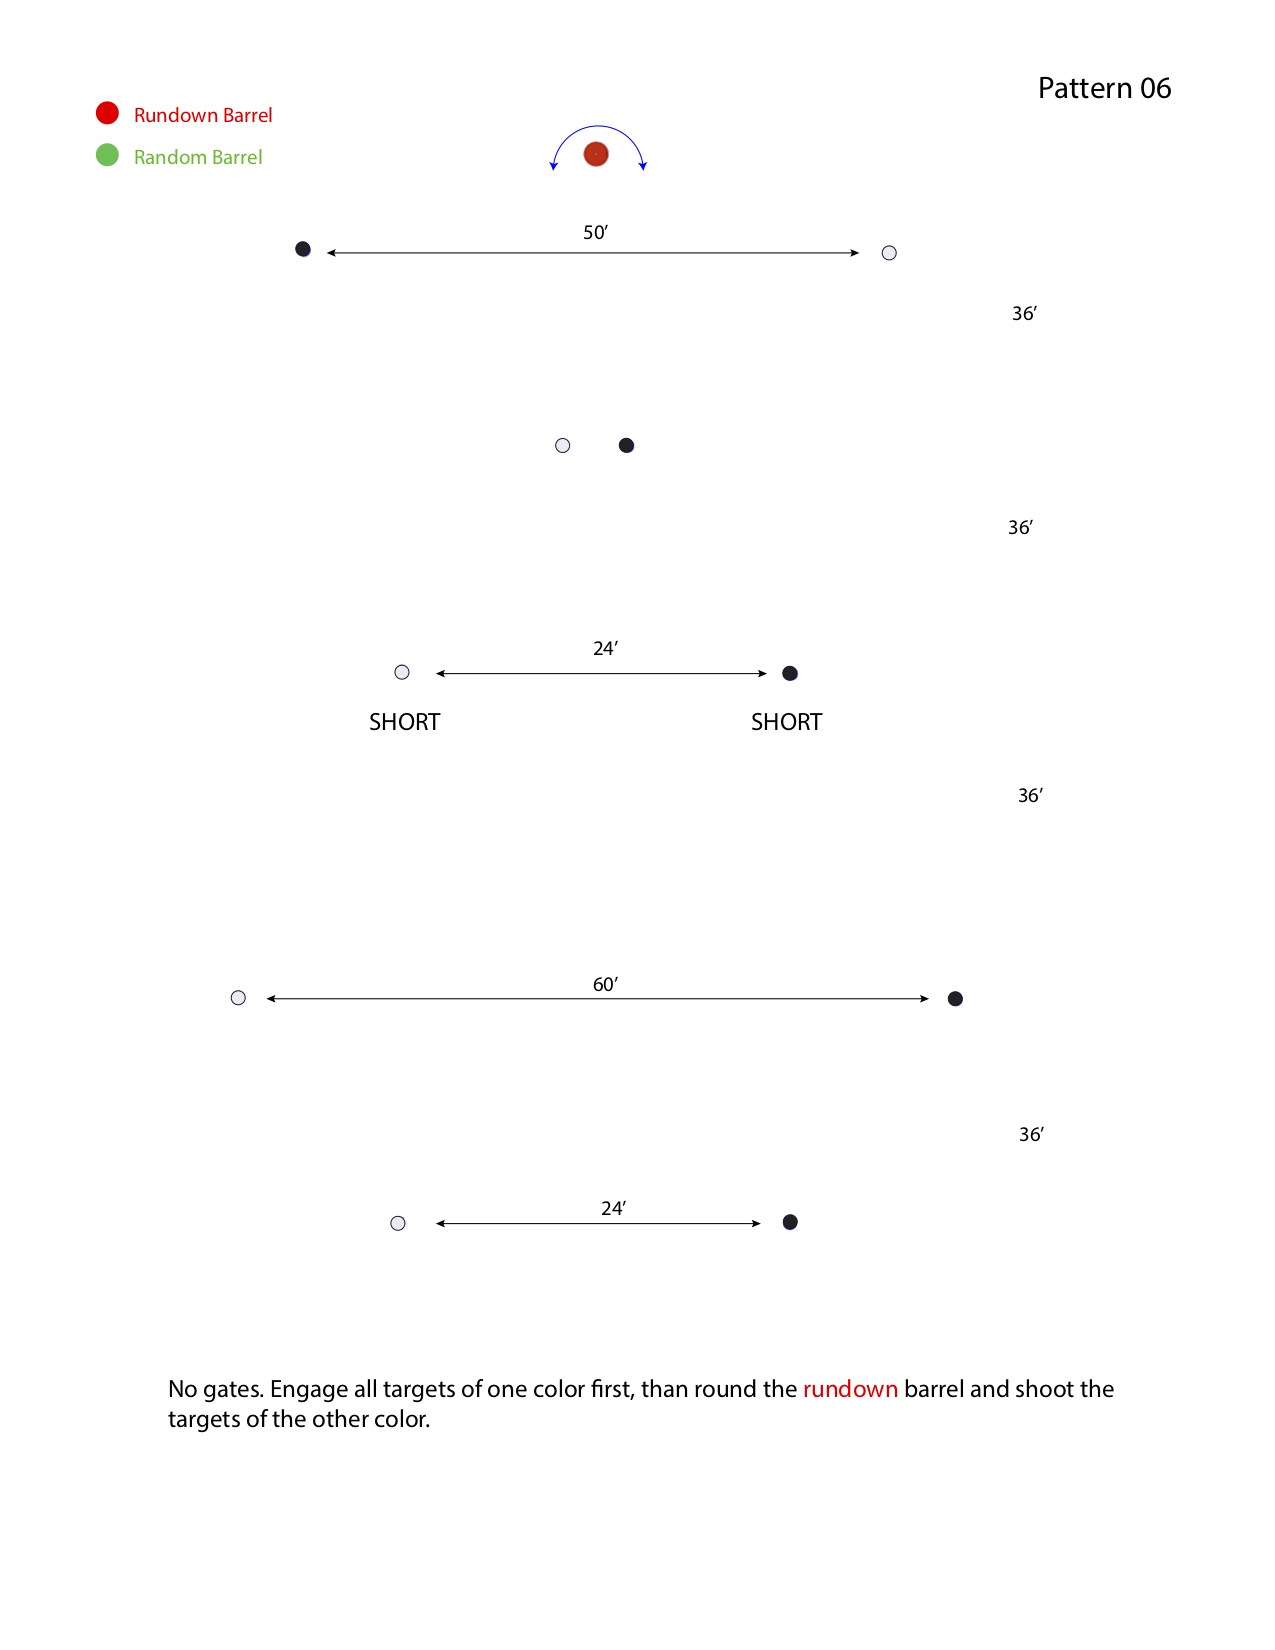 Pattern 06
Rundown Barrel
Random Barrel
50’
36’
36’
24’
SHORT
SHORT
36’
60’
36’
24’
No gates. Engage all targets of one color first, than round the rundown barrel and shoot the
targets of the other color.